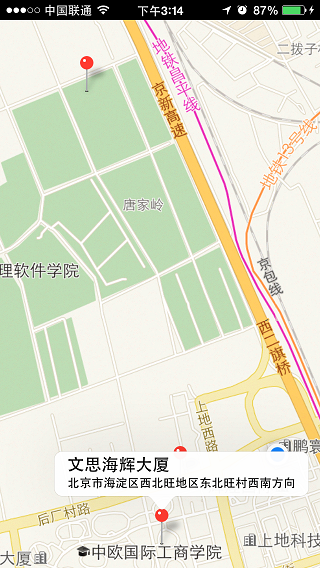 中国联通 下午3:14 87%
二拨子
地铁昌平线
京新高速
地铁13号线
唐家岭
理软件学院
京包线
西二旗桥
上地西路
鹏寰
文思海辉大厦
北京市海淀区西北旺地区东北旺村西南方向
后厂村路
上地科技
中欧国际工商学院
大厦